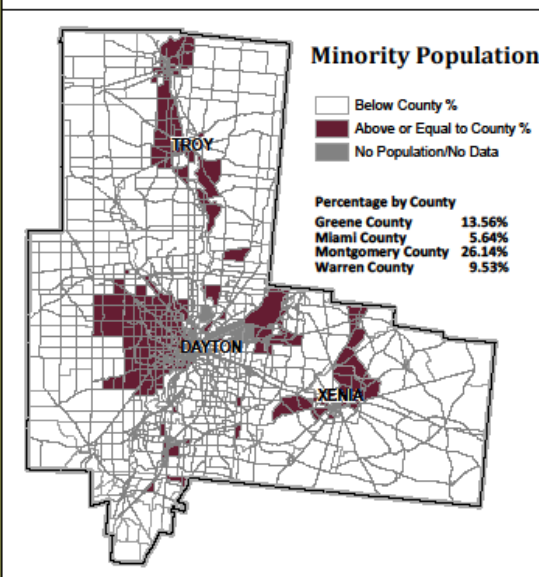 Minority Population
Below County %
Above or Equal to County %
No Population/No Data
Percentage by County
Greene County 13.56%
Miami County 5.64%
Montgomery County 26.14%
Warren County 9.53%
TROY
DAYTON
XENIA